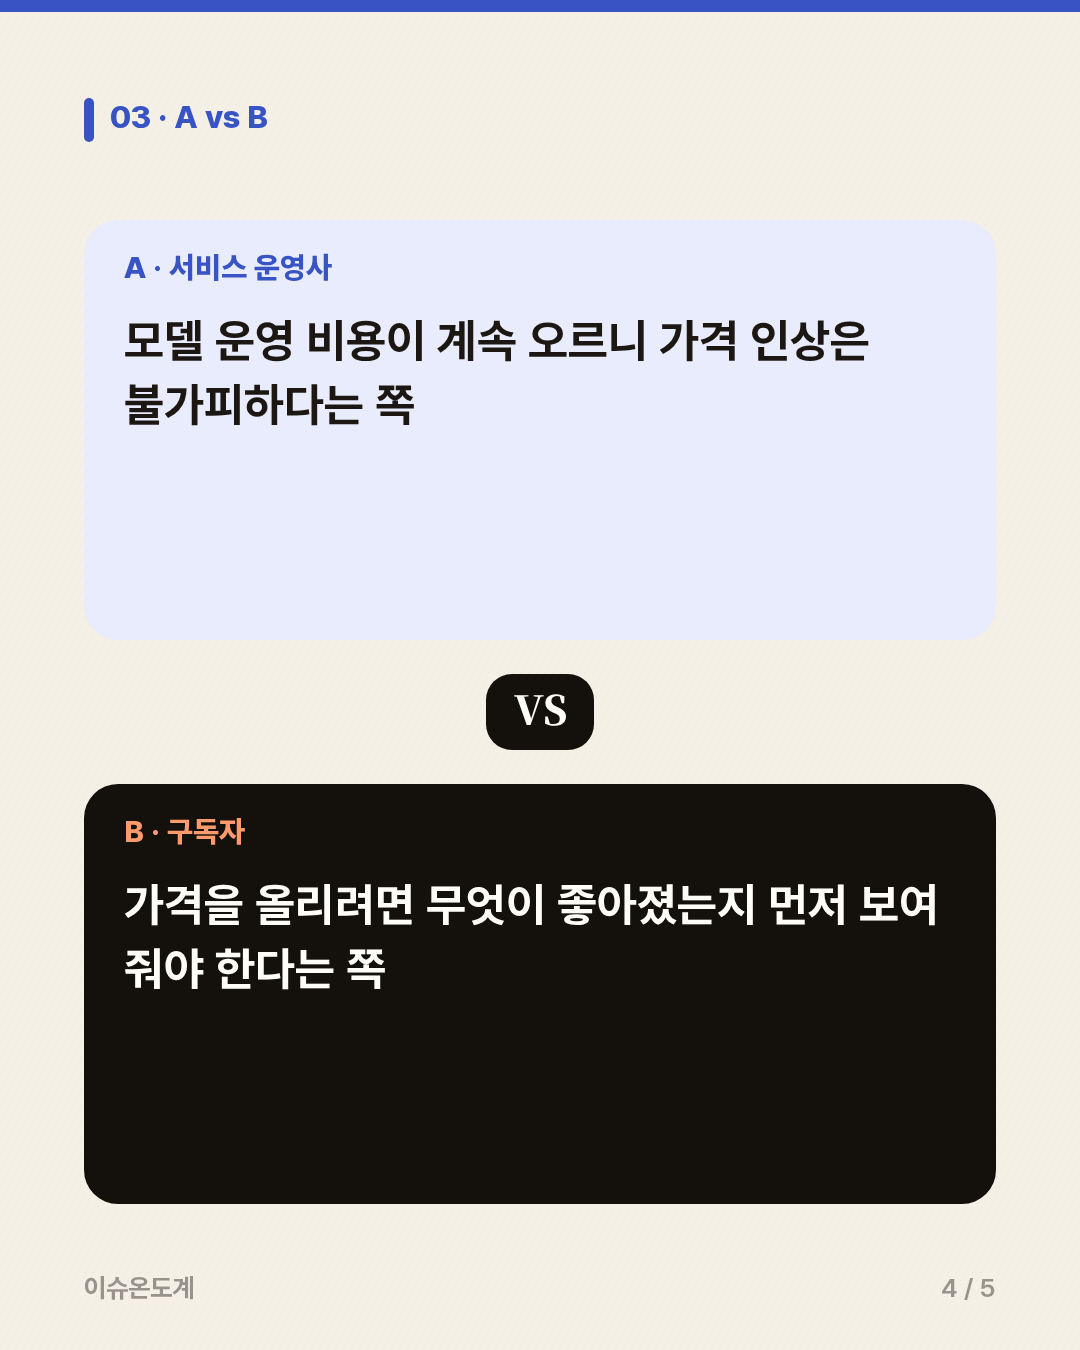 03 · A vs B
A · 서비스 운영사
모델 운영 비용이 계속 오르니 가격 인상은
불가피하다는 쪽
VS
B · 구독자
가격을 올리려면 무엇이 좋아졌는지 먼저 보여
줘야 한다는 쪽
이슈온도계
4 / 5